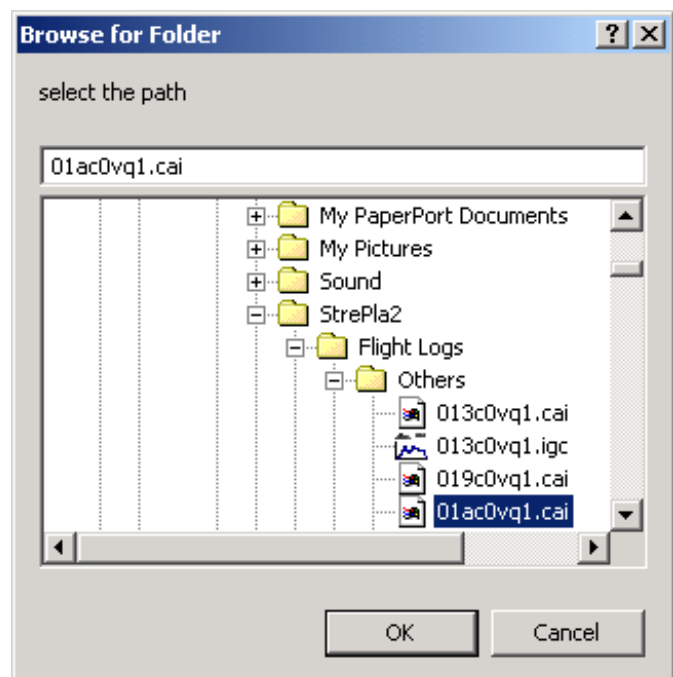 Browse for Folder
select the path
01ac0vq1.cai
My PaperPort Documents
My Pictures
Sound
StrePla2
Flight Logs
Others
013c0vq1.cai
013c0vq1.igc
019c0vq1.cai
01ac0vq1.cai
OK Cancel